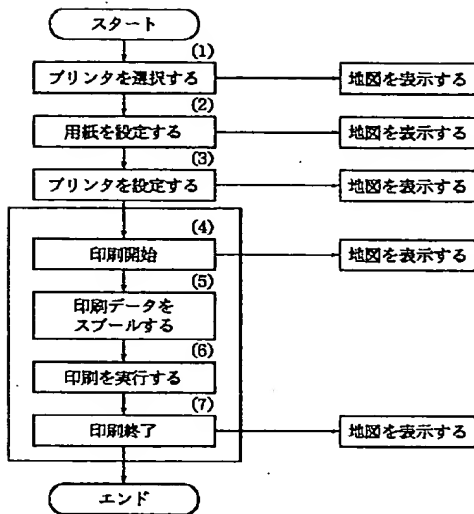 スタート
(1)
プリンタを選択する
地図を表示する
(2)
用紙を設定する
地図を表示する
(3)
プリンタを設定する
地図を表示する
(4)
印刷開始
地図を表示する
(5)
印刷データを
スプールする
(6)
印刷を実行する
(7)
印刷終了
地図を表示する
エンド